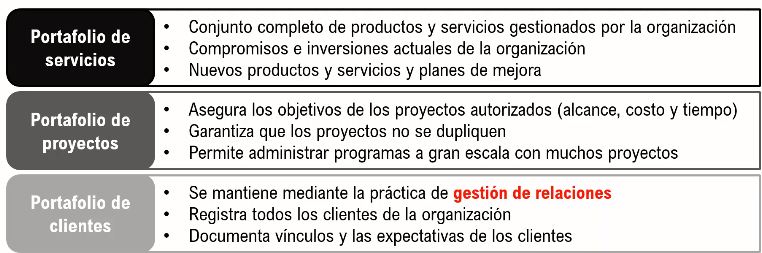 Portafolio de
servicios
• Conjunto completo de productos y servicios gestionados por la organización
• Compromisos e inversiones actuales de la organización
• Nuevos productos y servicios y planes de mejora
Portafolio de
proyectos
• Asegura los objetivos de los proyectos autorizados (alcance, costo y tiempo)
• Garantiza que los proyectos no se dupliquen
• Permite administrar programas a gran escala con muchos proyectos
Portafolio de
clientes
• Se mantiene mediante la práctica de gestión de relaciones
• Registra todos los clientes de la organización
• Documenta vínculos y las expectativas de los clientes